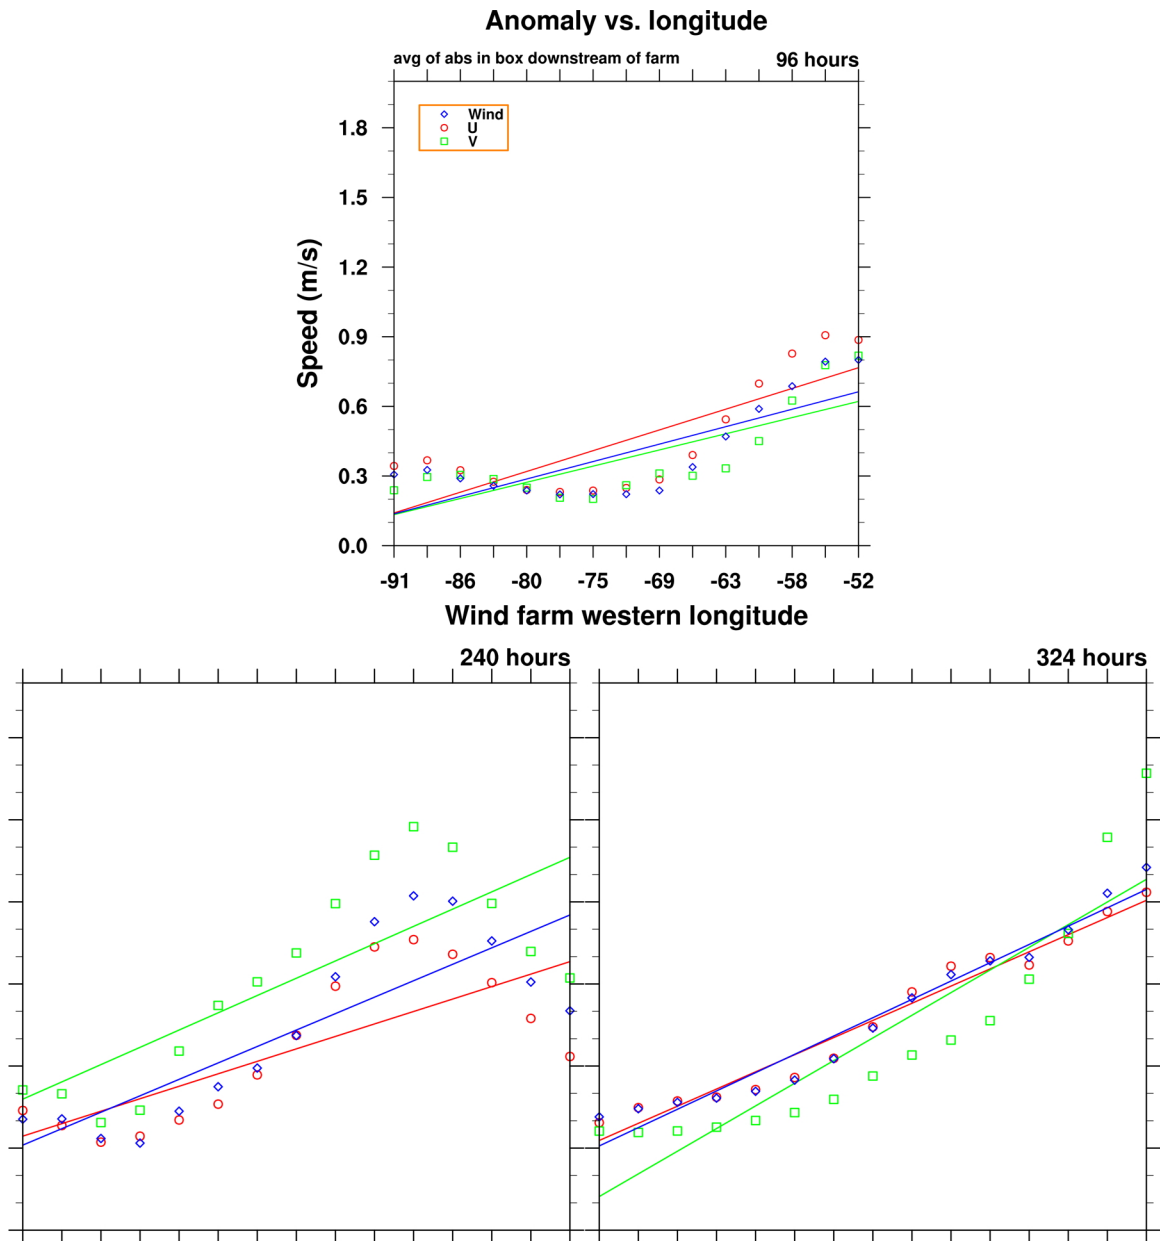 Anomaly vs. longitude
avg of abs in box downstream of farm 96 hours
Wind
U
V
1.8
1.5
1.2
0.9
0.6
0.3
0.0
Speed (m/s)
-91 -86 -80 -75 -69 -63 -58 -52
Wind farm western longitude
240 hours 324 hours